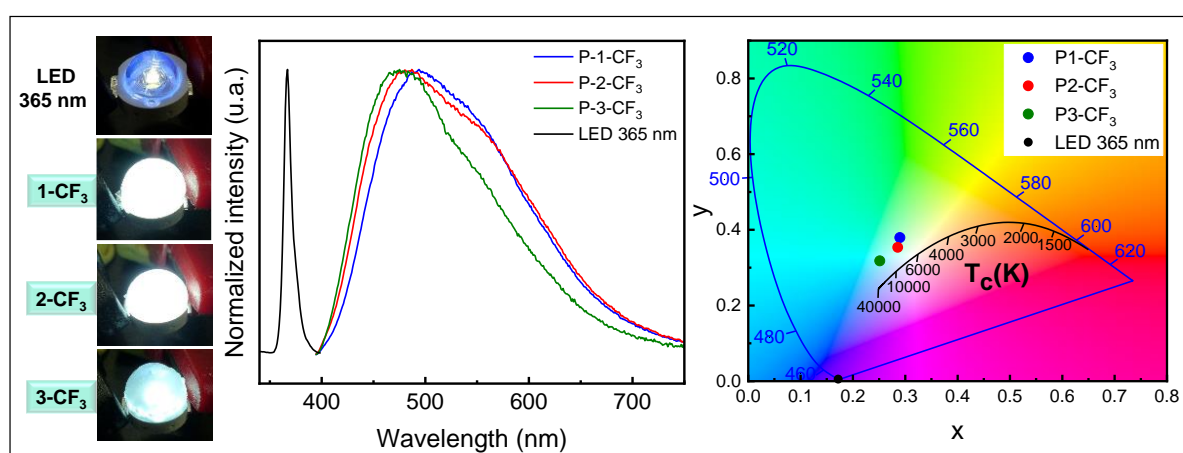 LED
365 nm
1-CF₃
2-CF₃
3-CF₃
Normalized intensity (u.a.)
P-1-CF₃
P-2-CF₃
P-3-CF₃
LED 365 nm
400
500
600
700
Wavelength (nm)
y
0.8
0.6
0.4
0.2
0.0
0.0
0.1
0.2
0.3
0.4
0.5
0.6
0.7
0.8
x
P1-CF₃
P2-CF₃
P3-CF₃
LED 365 nm
520
540
560
500
580
600
620
480
460
40000
10000
6000
4000
3000
2000
1500
T_C(K)